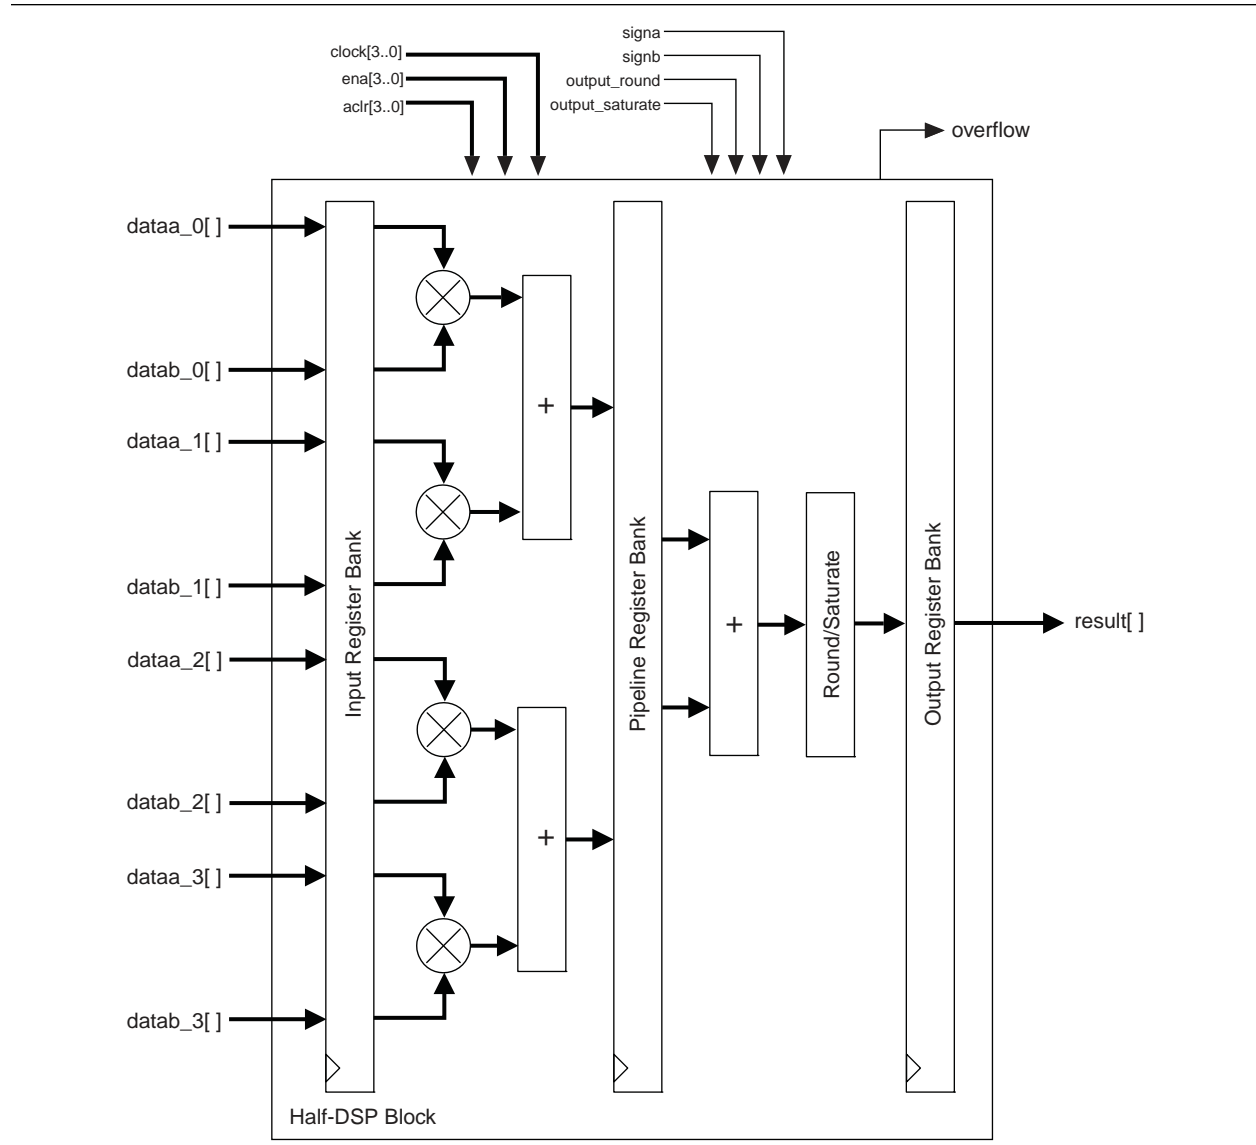 clock[3..0]
ena[3..0]
aclr[3..0]
signa
signb
output_round
output_saturate
overflow
dataa_0[ ]
datab_0[ ]
dataa_1[ ]
datab_1[ ]
dataa_2[ ]
datab_2[ ]
dataa_3[ ]
datab_3[ ]
Input Register Bank
+
+
Pipeline Register Bank
+
Round/Saturate
Output Register Bank
result[ ]
Half-DSP Block